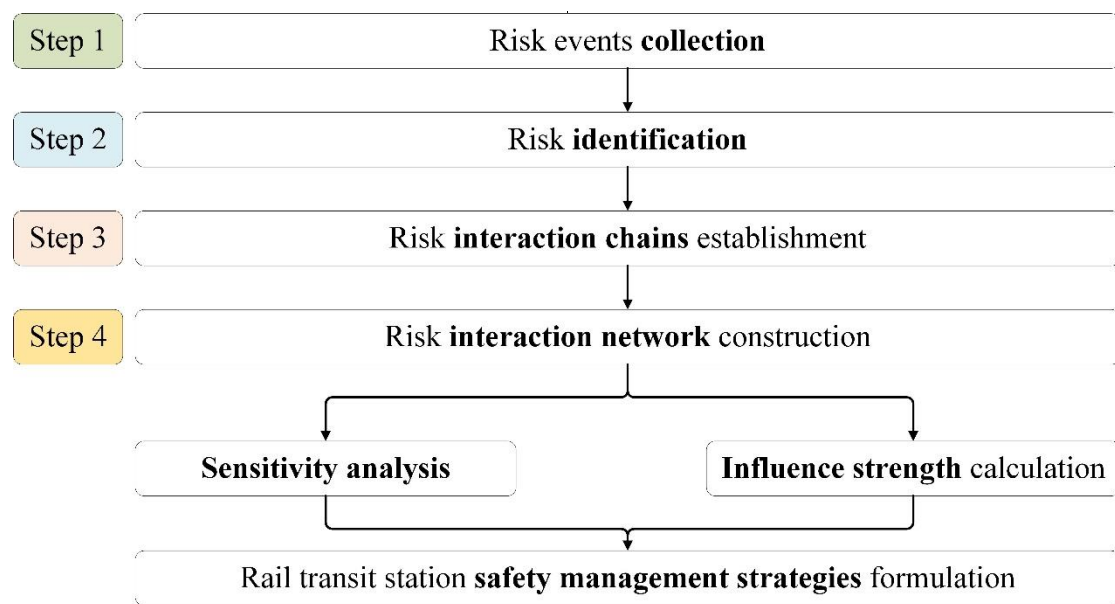 Step 1
Risk events collection
Step 2
Risk identification
Step 3
Risk interaction chains establishment
Step 4
Risk interaction network construction
Sensitivity analysis
Influence strength calculation
Rail transit station safety management strategies formulation